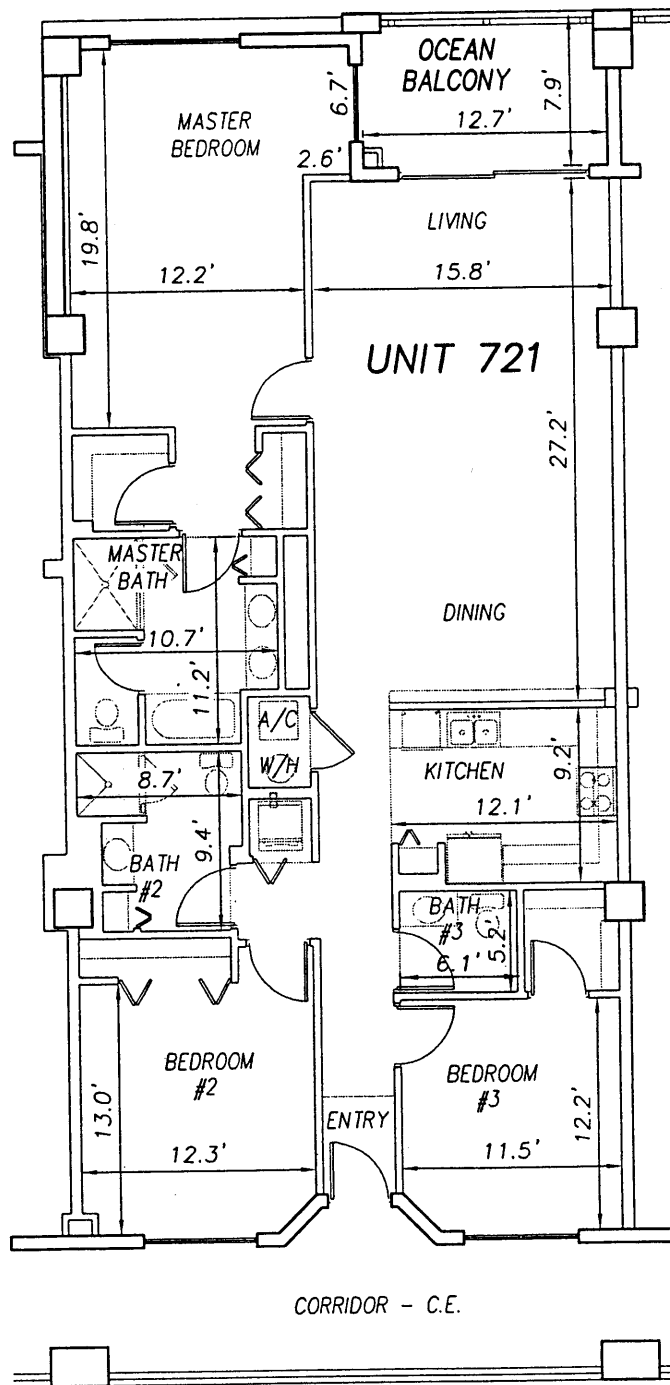 OCEAN
BALCONY
7.9'
12.7'
6.7'
MASTER
BEDROOM
2.6'
19.8'
12.2'
LIVING
15.8'
UNIT 721
27.2'
MASTER
BATH
10.7'
11.2'
DINING
A/C
W/H
KITCHEN
9.2'
12.1'
8.7'
9.4'
BATH
#2
BATH
#3
5.2'
6.1'
BEDROOM
#2
13.0'
12.3'
ENTRY
BEDROOM
#3
12.2'
11.5'
CORRIDOR - C.E.